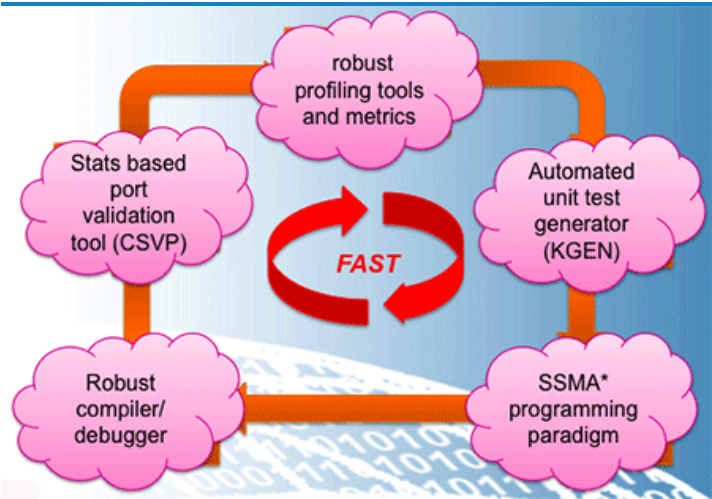 robust
profiling tools
and metrics
Stats based
port
validation
tool (CSVP)
Automated
unit test
generator
(KGEN)
FAST
Robust
compiler/
debugger
SSMA*
programming
paradigm